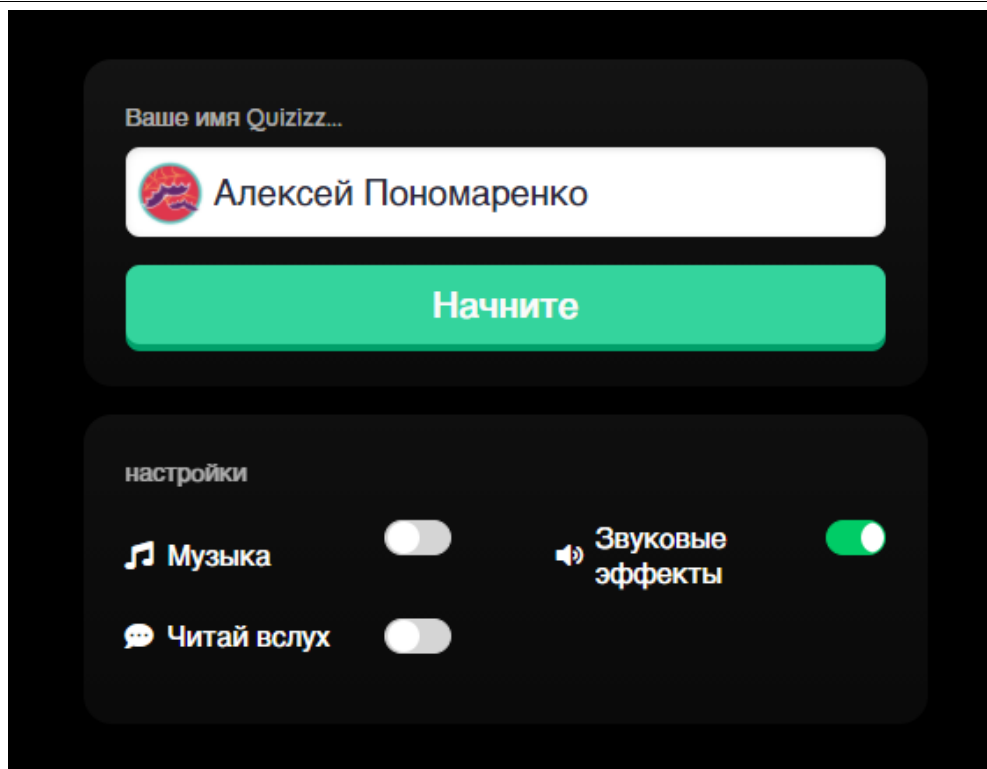 Ваше имя Quizizz...
Алексей Пономаренко
Начните
настройки
Музыка
Звуковые
эффекты
Читай вслух